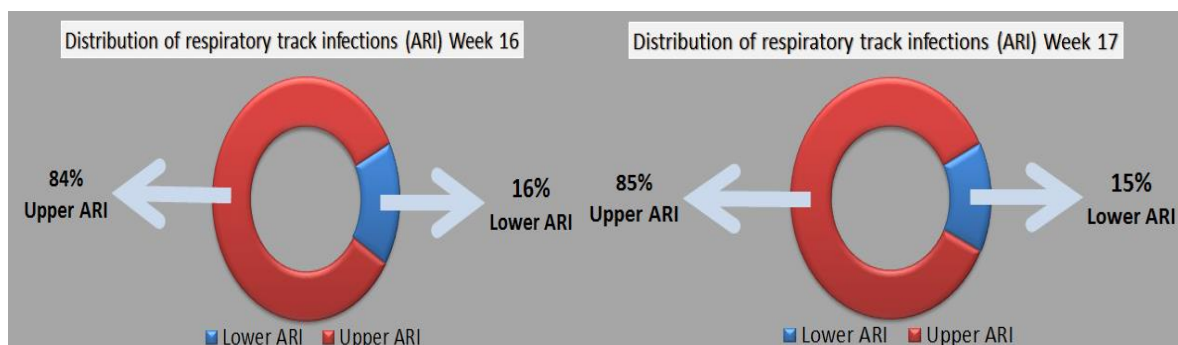 Distribution of respiratory track infections (ARI) Week 16
84%
Upper ARI
16%
Lower ARI
Lower ARI
Upper ARI
Distribution of respiratory track infections (ARI) Week 17
85%
Upper ARI
15%
Lower ARI
Lower ARI
Upper ARI